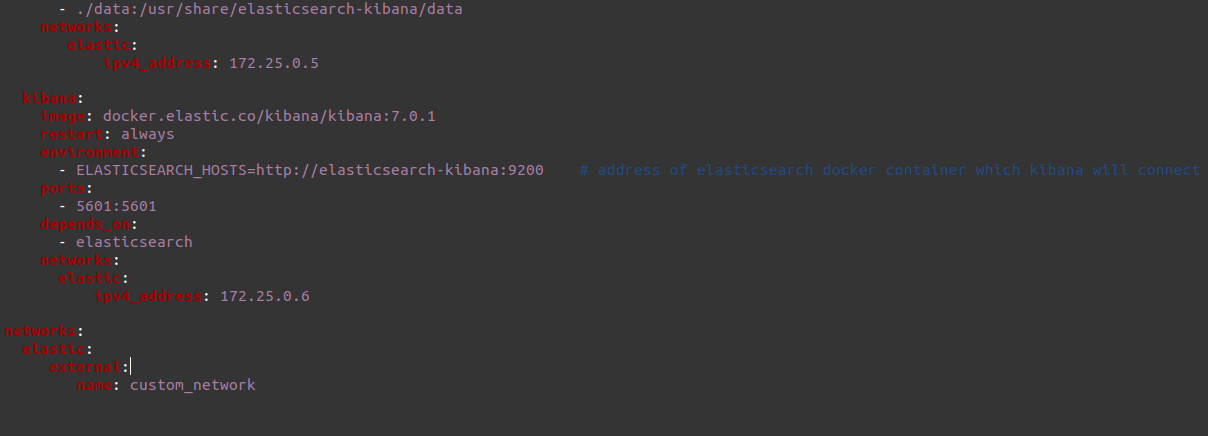 - ./data:/usr/share/elasticsearch-kibana/data
networks:
elastic:
ipv4_address: 172.25.0.5
kibana:
image: docker.elastic.co/kibana/kibana:7.0.1
restart: always
environment:
- ELASTICSEARCH_HOSTS=http://elasticsearch-kibana:9200    # address of elasticsearch docker container which kibana will connect
ports:
- 5601:5601
depends_on:
- elasticsearch
networks:
elastic:
ipv4_address: 172.25.0.6
networks:
elastic:
external:
name: custom_network